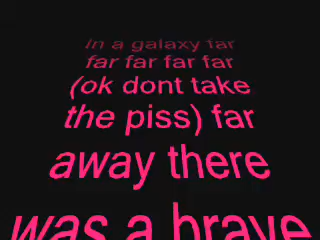 In a galaxy far
far far far far
(ok dont take
the piss) far
away there
was a brave